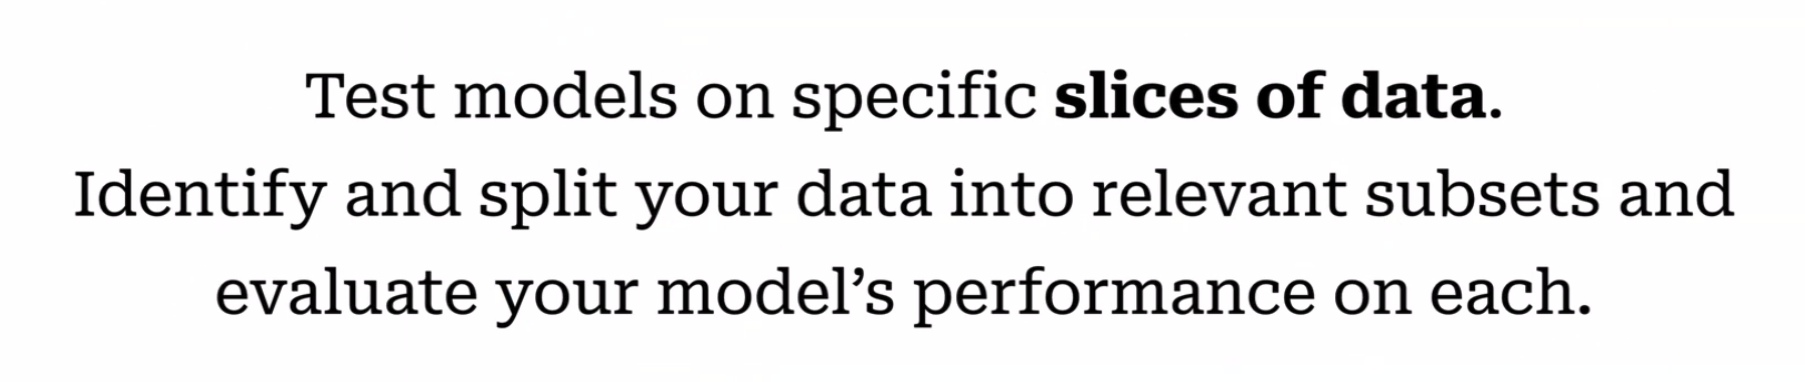 Test models on specific slices of data.
Identify and split your data into relevant subsets and
evaluate your model’s performance on each.